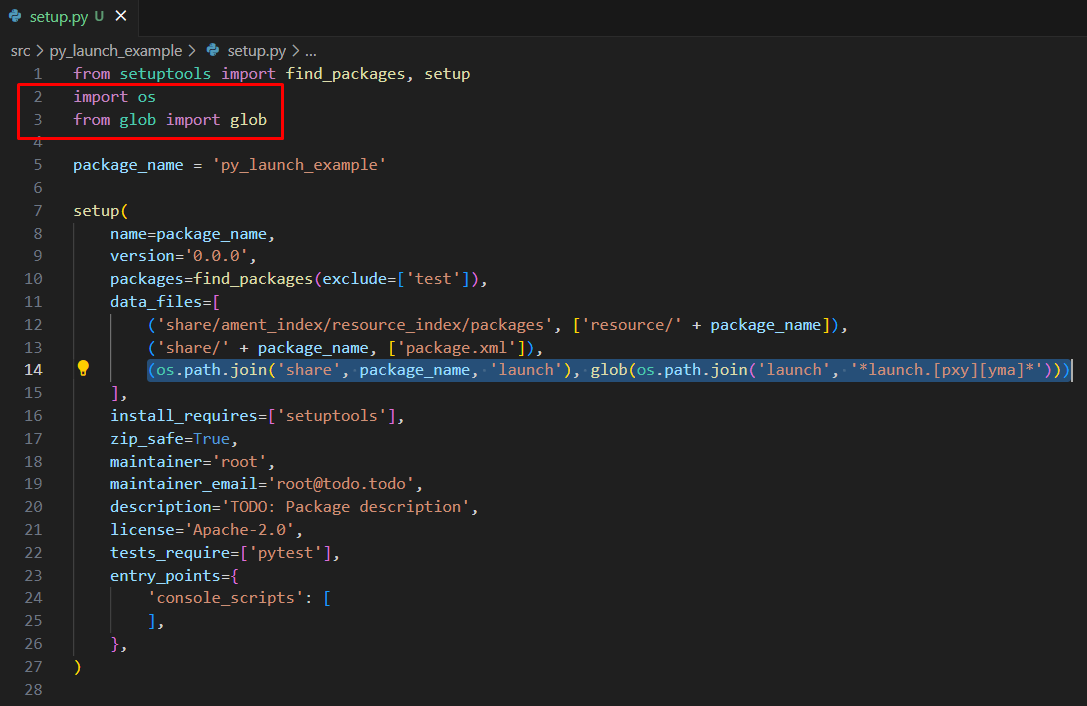 setup.py U ×
src > py_launch_example > setup.py > ...
1 from setuptools import find_packages, setup
2 import os
3 from glob import glob
4
5 package_name = 'py_launch_example'
6
7 setup(
8     name=package_name,
9     version='0.0.0',
10     packages=find_packages(exclude=['test']),
11     data_files=[
12         ('share/ament_index/resource_index/packages', ['resource/' + package_name]),
13         ('share/' + package_name, ['package.xml']),
14         (os.path.join('share', package_name, 'launch'), glob(os.path.join('launch', '*launch.[pxy][yma]*')))
15     ],
16     install_requires=['setuptools'],
17     zip_safe=True,
18     maintainer='root',
19     maintainer_email='root@todo.todo',
20     description='TODO: Package description',
21     license='Apache-2.0',
22     tests_require=['pytest'],
23     entry_points={
24         'console_scripts': [
25         ],
26     },
27 )
28